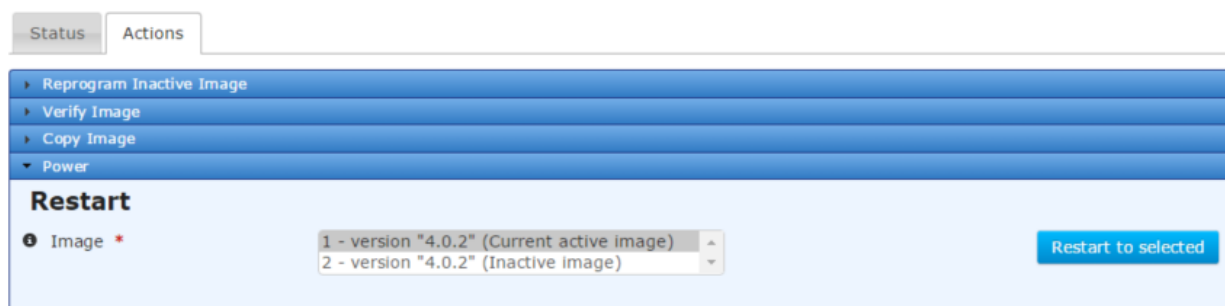 Status Actions
Reprogram Inactive Image
Verify Image
Copy Image
Power
Restart
Image * 1 - version "4.0.2" (Current active image) Restart to selected
2 - version "4.0.2" (Inactive image)